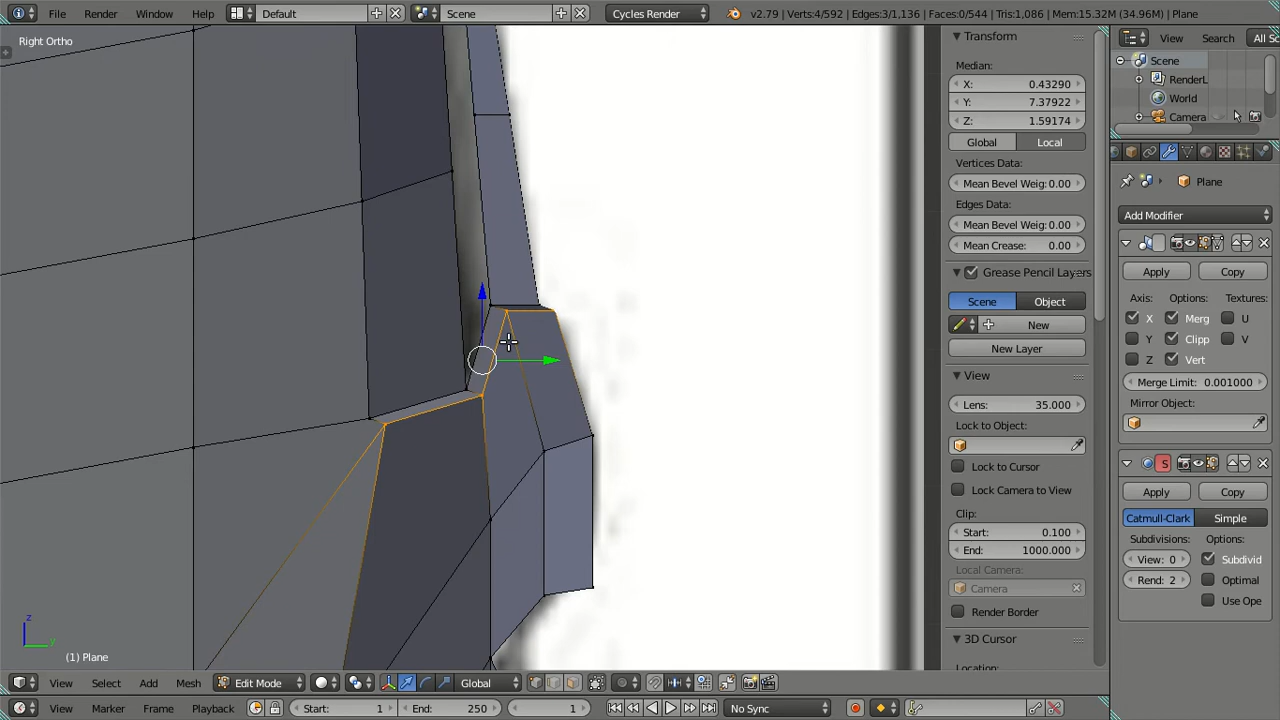 File Render Window Help Default Scene Cycles Render v2.79 | Verts:4/592 | Edges:3/1,136 | Faces:0/544 | Tris:1,086 | Mem:15.32M (34.96M) | Plane
Right Ortho
Transform
Median:
X: 0.43290
Y: 7.37922
Z: 1.59174
Global Local
Vertices Data:
Mean Bevel Weig: 0.00
Edges Data:
Mean Bevel Weig: 0.00
Mean Crease: 0.00
Grease Pencil Layers
Scene Object
New
New Layer
View
Lens: 35.000
Lock to Object:
Lock to Cursor
Lock Camera to View
Clip:
Start: 0.100
End: 1000.000
Local Camera:
Camera
Render Border
3D Cursor
Location:
View Search All Sc
Scene
RenderL
World
Camera
Plane
Add Modifier
Apply Copy
Axis: Options: Textures:
X Merg U
Y Clipp V
Z Vert
Merge Limit: 0.001000
Mirror Object:
S
Apply Copy
Catmull-Clark Simple
Subdivisions: Options:
View: 0 Subdivid
Rend: 2 Optimal
Use Ope
z
y
(1) Plane
View Select Add Mesh Edit Mode Global
View Marker Frame Playback Start: 1 End: 250 1 No Sync